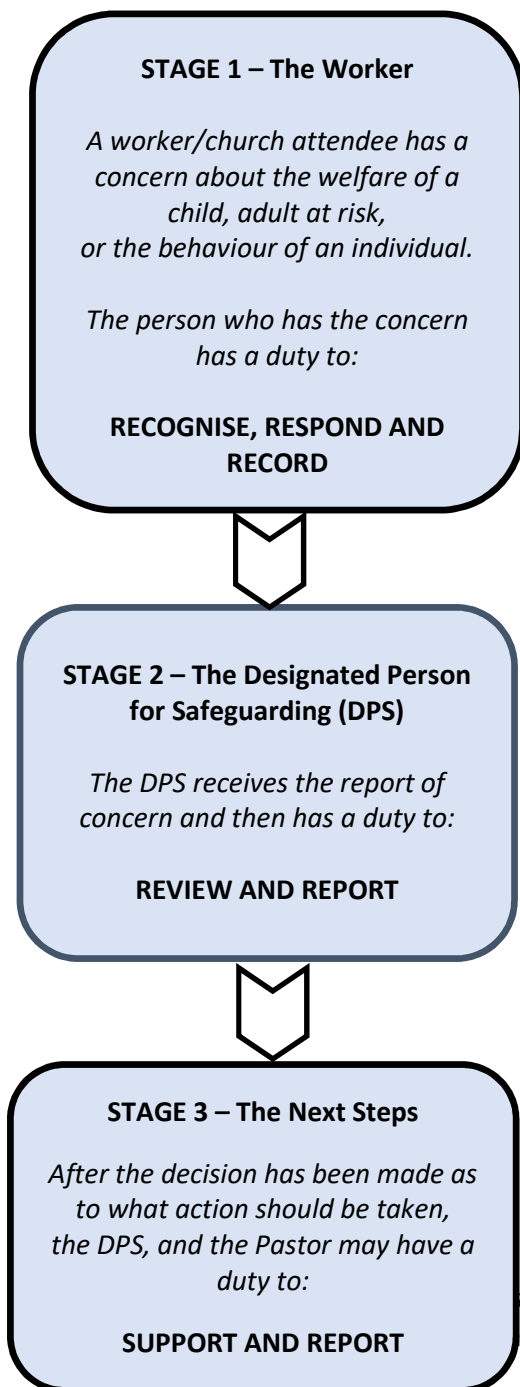 STAGE 1 – The Worker
A worker/church attendee has a
concern about the welfare of a
child, adult at risk,
or the behaviour of an individual.
The person who has the concern
has a duty to:
RECOGNISE, RESPOND AND
RECORD
STAGE 2 – The Designated Person
for Safeguarding (DPS)
The DPS receives the report of
concern and then has a duty to:
REVIEW AND REPORT
STAGE 3 – The Next Steps
After the decision has been made as
to what action should be taken,
the DPS, and the Pastor may have a
duty to:
SUPPORT AND REPORT